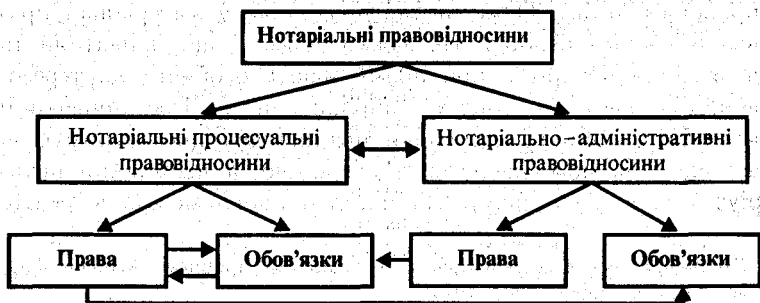 Нотаріальні правовідносини
Нотаріальні процесуальні
правовідносини
Нотаріально–адміністративні
правовідносини
Права
Обов’язки
Права
Обов’язки